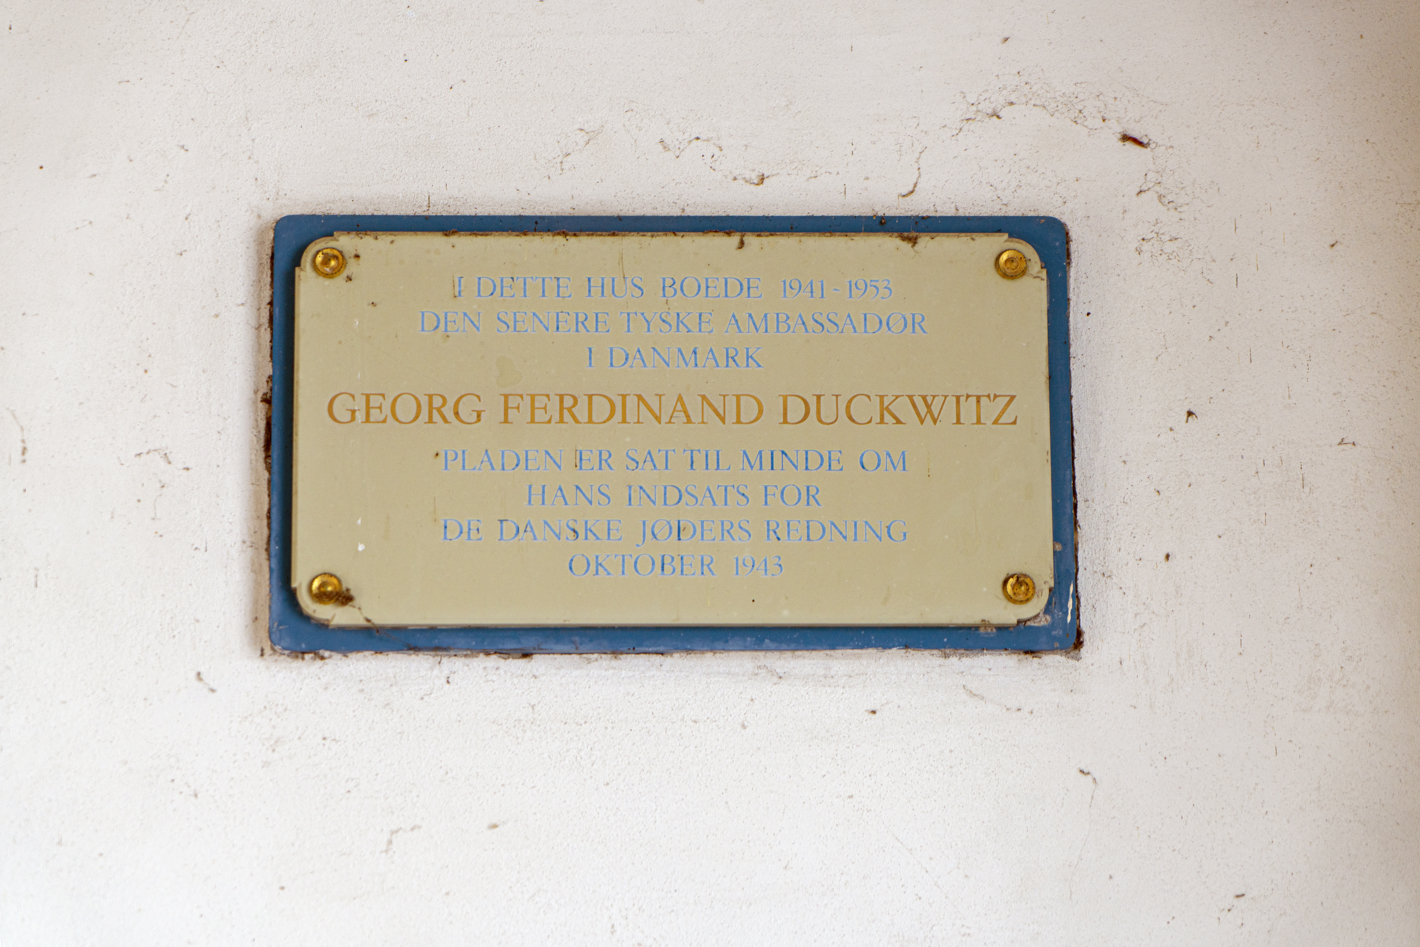 I DETTE HUS BOEDE 1941-1953
DEN SENERE TYSKE AMBASSADØR
I DANMARK
GEORG FERDINAND DUCKWITZ
PLADEN ER SAT TIL MINDE OM
HANS INDSATS FOR
DE DANSKE JØDERS REDNING
OKTOBER 1943